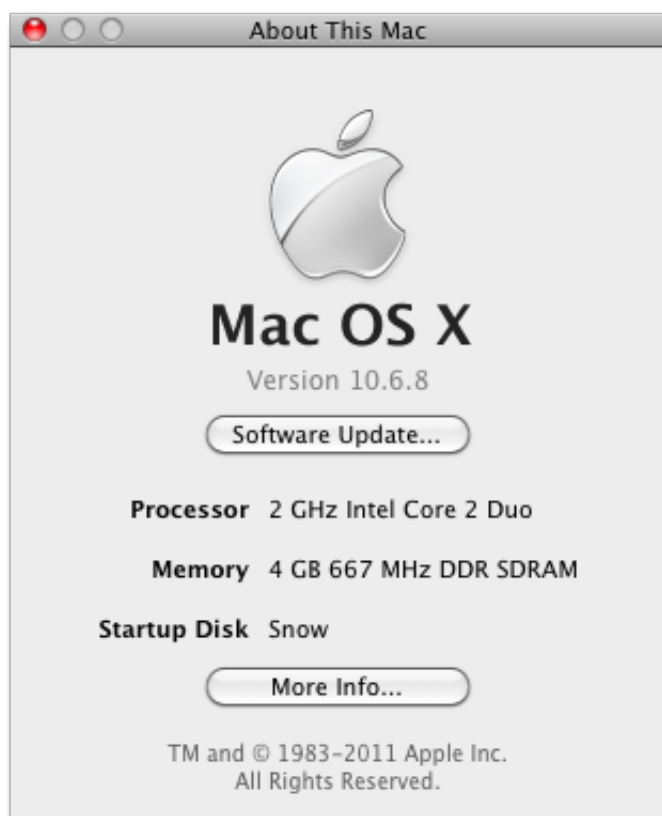 About This Mac
Mac OS X
Version 10.6.8
Software Update...
Processor 2 GHz Intel Core 2 Duo
Memory 4 GB 667 MHz DDR SDRAM
Startup Disk Snow
More Info...
TM and © 1983–2011 Apple Inc.
All Rights Reserved.